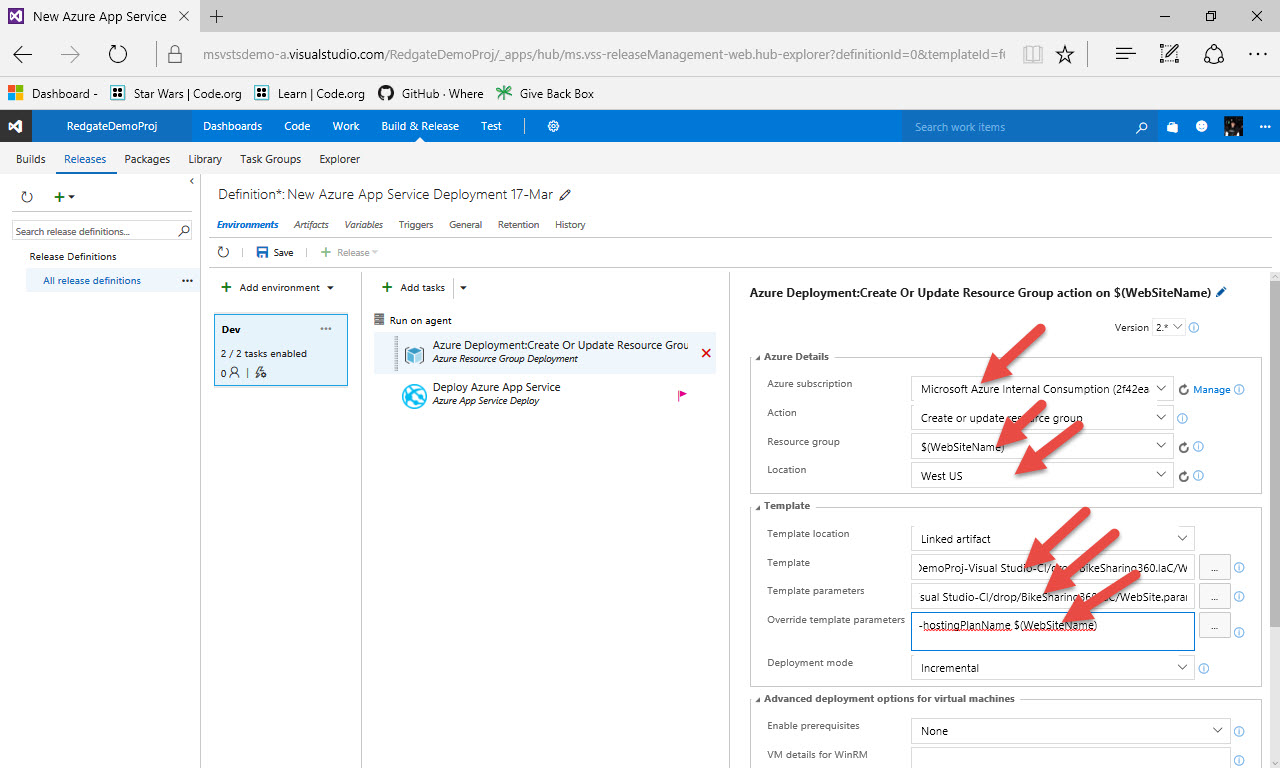 New Azure App Service
msvstsdemo-a.visualstudio.com/RedgateDemoProj/_apps/hub/ms.vss-releaseManagement-web.hub-explorer?definitionId=0&templateId=f
Dashboard - Star Wars | Code.org Learn | Code.org GitHub · Where Give Back Box
RedgateDemoProj Dashboards Code Work Build & Release Test Search work items
Builds Releases Packages Library Task Groups Explorer
Definition*: New Azure App Service Deployment 17-Mar
Search release definitions...
Environments Artifacts Variables Triggers General Retention History
Save Release
Release Definitions
All release definitions
Add environment
Dev
2 / 2 tasks enabled
0
Add tasks
Run on agent
Azure Deployment:Create Or Update Resource Grou
Azure Resource Group Deployment
Deploy Azure App Service
Azure App Service Deploy
Azure Deployment:Create Or Update Resource Group action on $(WebSiteName)
Version 2.*
Azure Details
Azure subscription Microsoft Azure Internal Consumption (2f42ea Manage
Action Create or update resource group
Resource group $(WebSiteName)
Location West US
Template
Template location Linked artifact
Template DemoProj-Visual Studio-CI/drop/BikeSharing360.IaC/W ...
Template parameters sual Studio-CI/drop/BikeSharing360.IaC/WebSite.para ...
Override template parameters -hostingPlanName $(WebSiteName) ...
Deployment mode Incremental
Advanced deployment options for virtual machines
Enable prerequisites None
VM details for WinRM